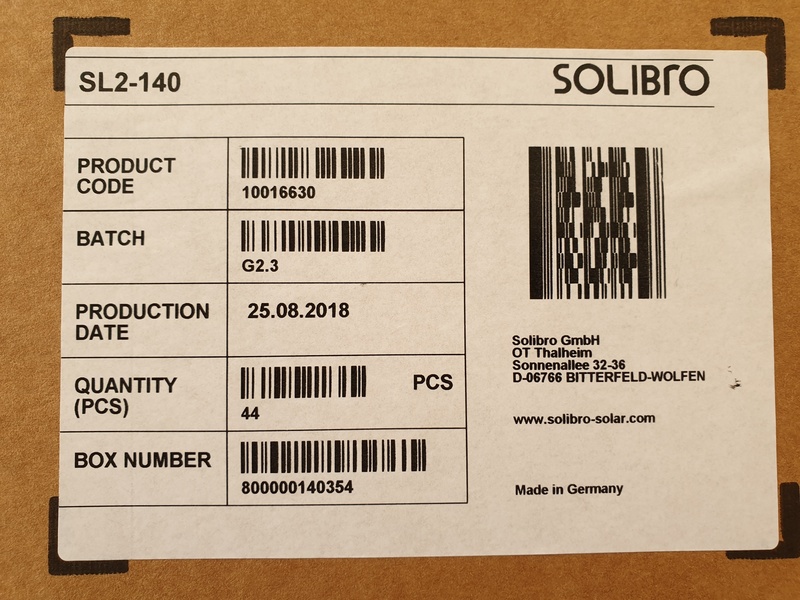 SL2-140
SOLIBRO
PRODUCT
CODE
10016630
BATCH
G2.3
PRODUCTION
DATE
25.08.2018
QUANTITY
(PCS)
PCS
44
BOX NUMBER
800000140354
Solibro GmbH
OT Thalheim
Sonnenallee 32-36
D-06766 BITTERFELD-WOLFEN
www.solibro-solar.com
Made in Germany